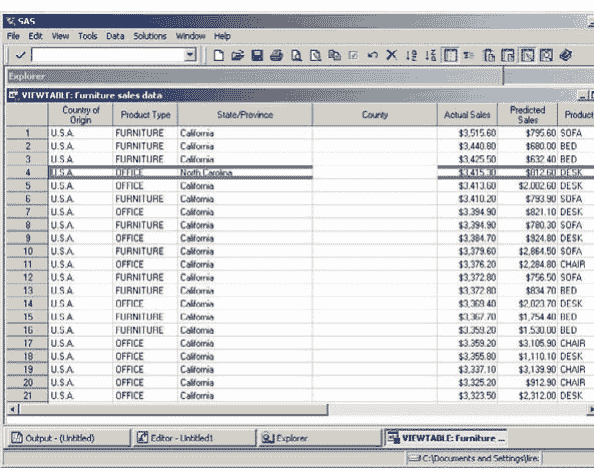 SAS
File Edit View Tools Data Solutions Window Help
Explorer
VIEWTABLE: Furniture sales data
Country of Origin Product Type State/Province County Actual Sales Predicted Sales Product
1 U.S.A. FURNITURE California $3,515.60 $795.60 SOFA
2 U.S.A. FURNITURE California $3,440.80 $680.00 BED
3 U.S.A. FURNITURE California $3,425.50 $632.40 BED
4 U.S.A. OFFICE North Carolina $3,415.30 $812.60 DESK
5 U.S.A. OFFICE California $3,413.60 $2,002.60 DESK
6 U.S.A. FURNITURE California $3,410.20 $793.90 SOFA
7 U.S.A. OFFICE California $3,394.90 $821.10 DESK
8 U.S.A. FURNITURE California $3,394.90 $780.30 SOFA
9 U.S.A. OFFICE California $3,384.70 $924.80 DESK
10 U.S.A. FURNITURE California $3,379.60 $2,864.50 SOFA
11 U.S.A. OFFICE California $3,376.20 $2,284.80 CHAIR
12 U.S.A. FURNITURE California $3,372.80 $756.50 SOFA
13 U.S.A. FURNITURE California $3,372.80 $834.70 BED
14 U.S.A. OFFICE California $3,369.40 $2,023.70 DESK
15 U.S.A. FURNITURE California $3,367.70 $1,754.40 BED
16 U.S.A. FURNITURE California $3,359.20 $1,530.00 BED
17 U.S.A. OFFICE California $3,359.20 $3,105.90 CHAIR
18 U.S.A. OFFICE California $3,355.80 $1,110.10 DESK
19 U.S.A. OFFICE California $3,337.10 $3,139.90 CHAIR
20 U.S.A. OFFICE California $3,325.20 $912.90 CHAIR
21 U.S.A. OFFICE California $3,323.50 $2,312.00 DESK
Output - (Untitled) Editor - Untitled1 Explorer VIEWTABLE: Furniture ...
C:\Documents and Settings\